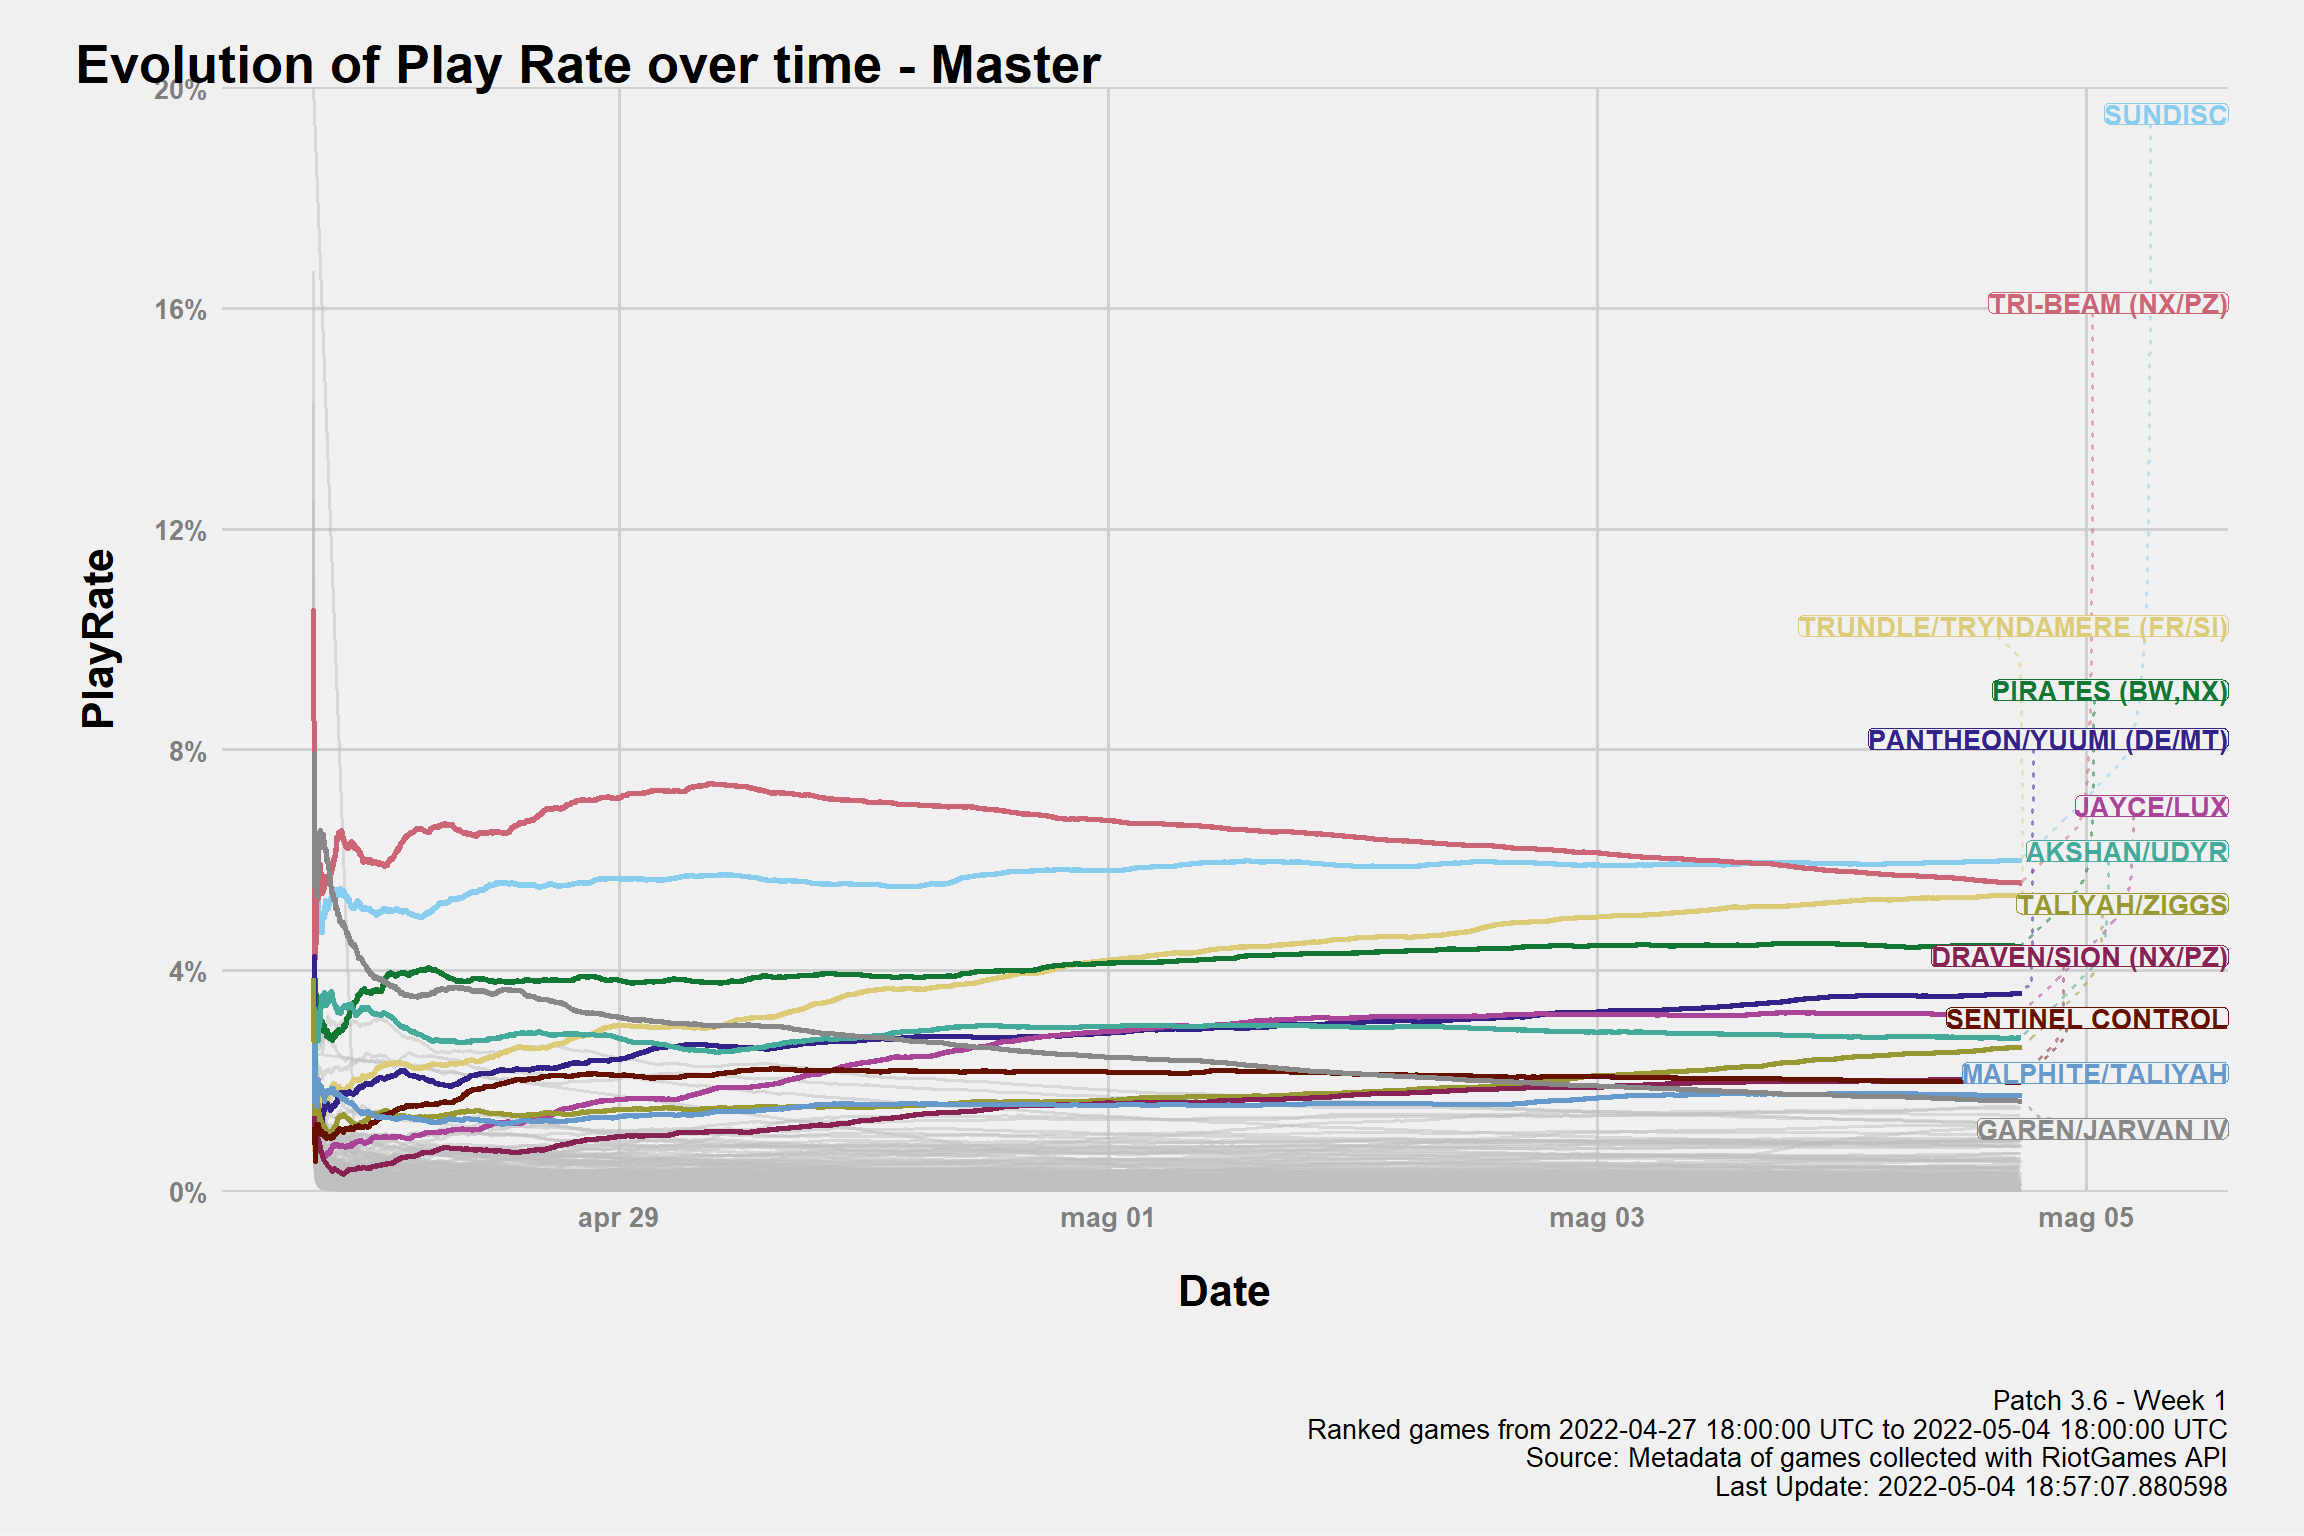 Evolution of Play Rate over time - Master
20%
16%
12%
8%
4%
0%
PlayRate
SUNDISC
TRI-BEAM (NX/PZ)
TRUNDLE/TRYNDAMERE (FR/SI)
PIRATES (BW,NX)
PANTHEON/YUUMI (DE/MT)
JAYCE/LUX
AKSHAN/UDYR
TALIYAH/ZIGGS
DRAVEN/SION (NX/PZ)
SENTINEL CONTROL
MALPHITE/TALIYAH
GAREN/JARVAN IV
apr 29
mag 01
mag 03
mag 05
Date
Patch 3.6 - Week 1
Ranked games from 2022-04-27 18:00:00 UTC to 2022-05-04 18:00:00 UTC
Source: Metadata of games collected with RiotGames API
Last Update: 2022-05-04 18:57:07.880598